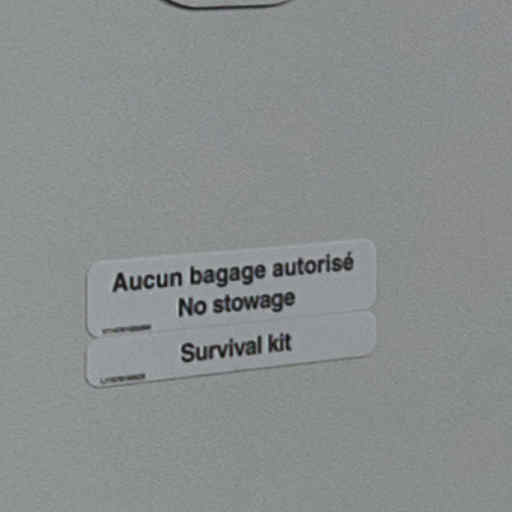 Aucun bagage autorisé
No stowage
Survival kit